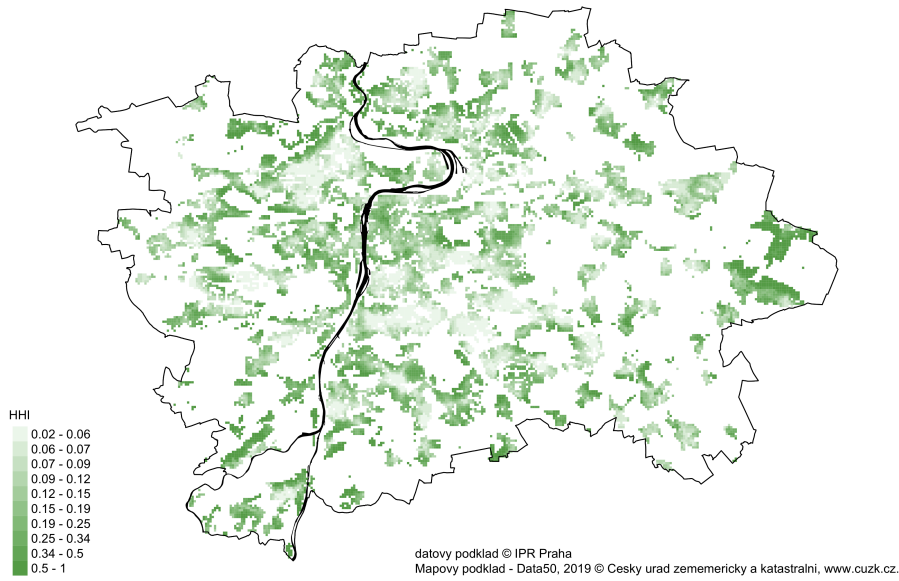 HHI
0.02 - 0.06
0.06 - 0.07
0.07 - 0.09
0.09 - 0.12
0.12 - 0.15
0.15 - 0.19
0.19 - 0.25
0.25 - 0.34
0.34 - 0.5
0.5 - 1
datovy podklad © IPR Praha
Mapovy podklad - Data50, 2019 © Cesky urad zememericky a katastralni, www.cuzk.cz.